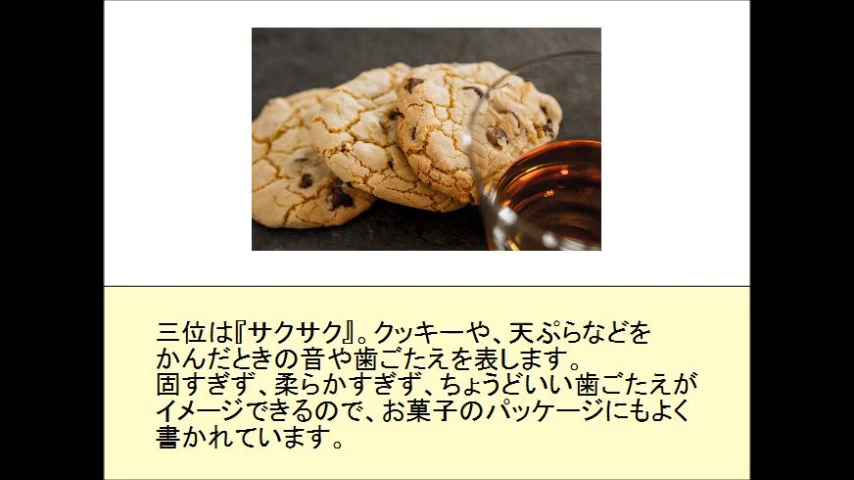 三位は『サクサク』。クッキーや、天ぷらなどを
かんだときの音や歯ごたえを表します。
固すぎず、柔らかすぎず、ちょうどいい歯ごたえが
イメージできるので、お菓子のパッケージにもよく
書かれています。